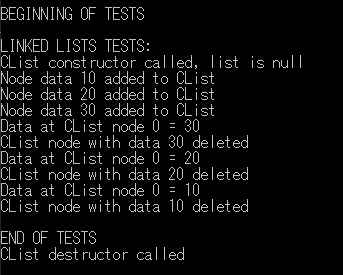 BEGINNING OF TESTS
LINKED LISTS TESTS:
CList constructor called, list is null
Node data 10 added to CList
Node data 20 added to CList
Node data 30 added to CList
Data at CList node 0 = 30
CList node with data 30 deleted
Data at CList node 0 = 20
CList node with data 20 deleted
Data at CList node 0 = 10
CList node with data 10 deleted
END OF TESTS
CList destructor called